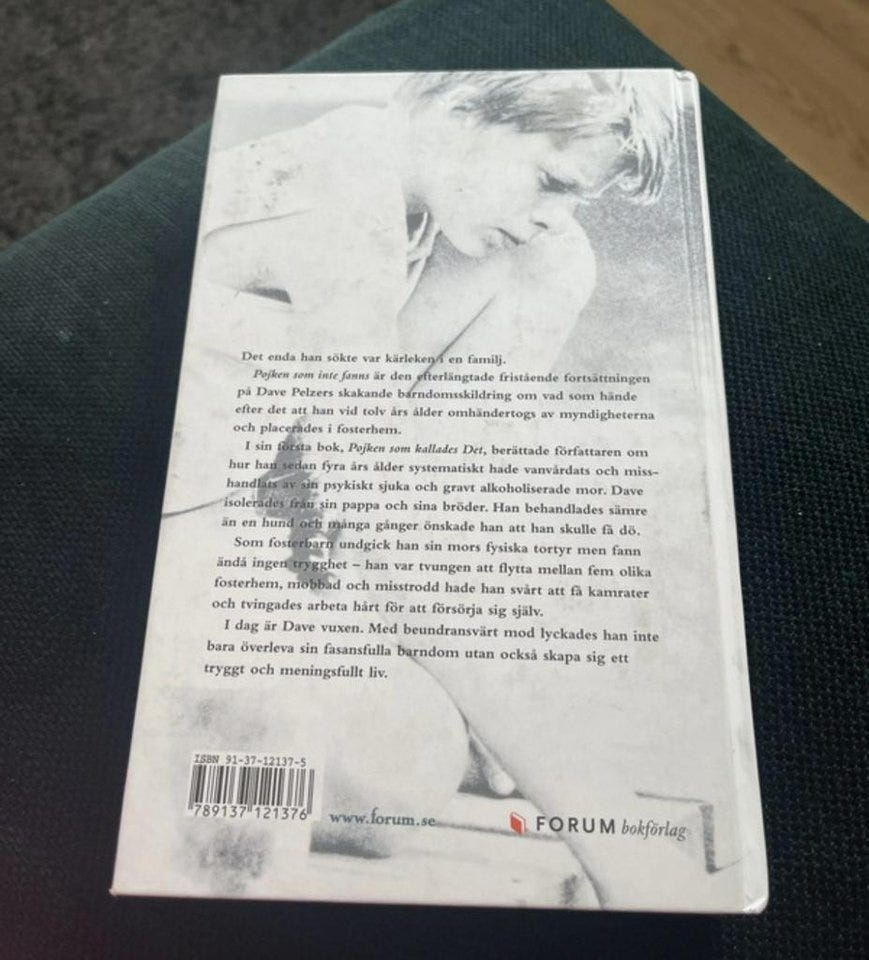 Det enda han sökte var kärleken i en familj.
Pojken som inte fanns är den efterlängtade fristående fortsättningen
på Dave Pelzers skakande barndomsskildring om vad som hände
efter det att han vid tolv års ålder omhändertogs av myndigheterna
och placerades i fosterhem.
I sin första bok, Pojken som kallades Det, berättade författaren om
hur han sedan fyra års ålder systematiskt hade vanvårdats och miss-
handlats av sin psykiskt sjuka och gravt alkoholiserade mor. Dave
isolerades från sin pappa och sina bröder. Han behandlades sämre
än en hund och många gånger önskade han att han skulle få dö.
Som fosterbarn undgick han sin mors fysiska tortyr men fann
ändå ingen trygghet – han var tvungen att flytta mellan fem olika
fosterhem, mobbad och misstrodd hade han svårt att få kamrater
och tvingades arbeta hårt för att försörja sig själv.
I dag är Dave vuxen. Med beundransvärt mod lyckades han inte
bara överleva sin fasansfulla barndom utan också skapa sig ett
tryggt och meningsfullt liv.
ISBN 91-37-12137-5
789137 121376
www.forum.se
FORUM bokförlag